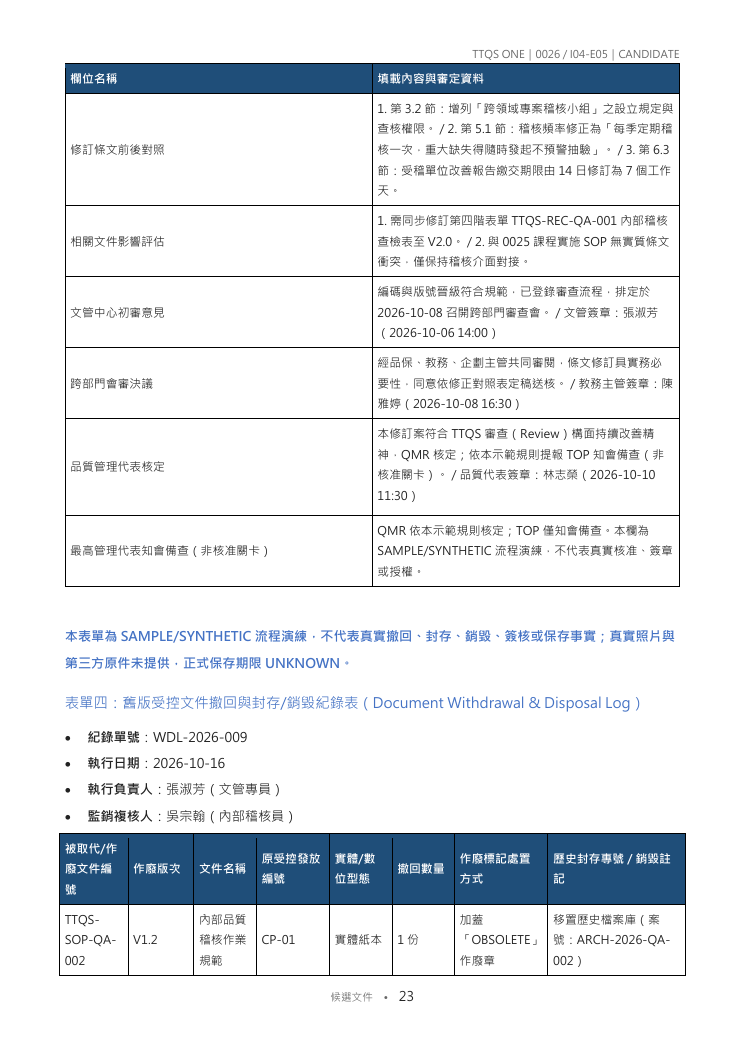 TTQS ONE | 0026 / I04-E05 | CANDIDATE
欄位名稱
填載內容與審定資料
修訂條文前後對照
1. 第 3.2 節：增列「跨領域專案稽核小組」之設立規定與
查核權限。 / 2. 第 5.1 節：稽核頻率修正為「每季定期稽
核一次，重大缺失得隨時發起不預警抽驗」。 / 3. 第 6.3
節：受稽單位改善報告繳交期限由 14 日修訂為 7 個工作
天。
相關文件影響評估
1. 需同步修訂第四階表單 TTQS-REC-QA-001 內部稽核
查檢表至 V2.0。 / 2. 與 0025 課程實施 SOP 無實質條文
衝突，僅保持稽核介面對接。
文管中心初審意見
編碼與版號晉級符合規範，已登錄審查流程，排定於
2026-10-08 召開跨部門審查會。 / 文管簽章：張淑芳
（2026-10-06 14:00）
跨部門會審決議
經品保、教務、企劃主管共同審閱，條文修訂具實務必
要性，同意依修正對照表定稿送核。 / 教務主管簽章：陳
雅婷（2026-10-08 16:30）
品質管理代表核定
本修訂案符合 TTQS 審查（Review）構面持續改善精
神，QMR 核定；依本示範規則提報 TOP 知會備查（非
核准關卡）。 / 品質代表簽章：林志榮（2026-10-10
11:30）
最高管理代表知會備查（非核准關卡）
QMR 依本示範規則核定；TOP 僅知會備查。本欄為
SAMPLE/SYNTHETIC 流程演練，不代表真實核准、簽章
或授權。
本表單為 SAMPLE/SYNTHETIC 流程演練，不代表真實撤回、封存、銷毀、簽核或保存事實；真實照片與
第三方原件未提供，正式保存期限 UNKNOWN。
表單四：舊版受控文件撤回與封存/銷毀紀錄表（Document Withdrawal & Disposal Log）
• 紀錄單號：WDL-2026-009
• 執行日期：2026-10-16
• 執行負責人：張淑芳（文管專員）
• 監銷複核人：吳宗翰（內部稽核員）
被取代/作
廢文件編
號
作廢版次
文件名稱
原受控發放
編號
實體/數
位型態
撤回數量
作廢標記處置
方式
歷史封存專號 / 銷毀註
記
TTQS-
SOP-QA-
002
V1.2
內部品質
稽核作業
規範
CP-01
實體紙本
1 份
加蓋
「OBSOLETE」
作廢章
移置歷史檔案庫（案
號：ARCH-2026-QA-
002）
候選文件 • 23